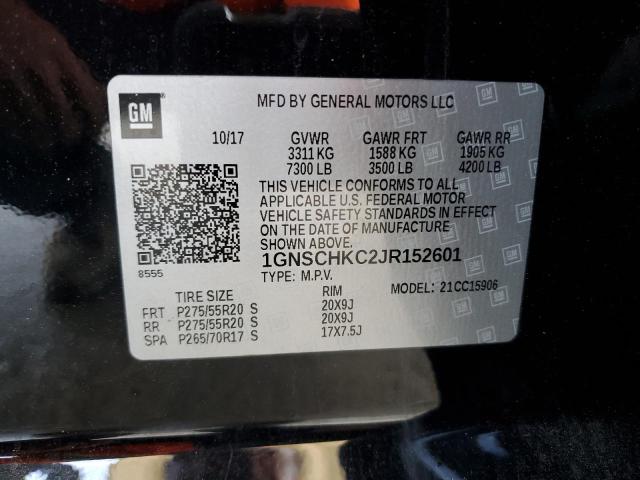 GM
MFD BY GENERAL MOTORS LLC
10/17 GVWR GAWR FRT GAWR RR
3311 KG 1588 KG 1905 KG
7300 LB 3500 LB 4200 LB
THIS VEHICLE CONFORMS TO ALL
APPLICABLE U.S. FEDERAL MOTOR
VEHICLE SAFETY STANDARDS IN EFFECT
ON THE DATE OF MANUFACTURE
SHOWN ABOVE.
1GNSCHKC2JR152601
8555
TYPE: M.P.V. MODEL: 21CC15906
TIRE SIZE RIM
FRT P275/55R20 S 20X9J
RR P275/55R20 S 20X9J
SPA P265/70R17 S 17X7.5J